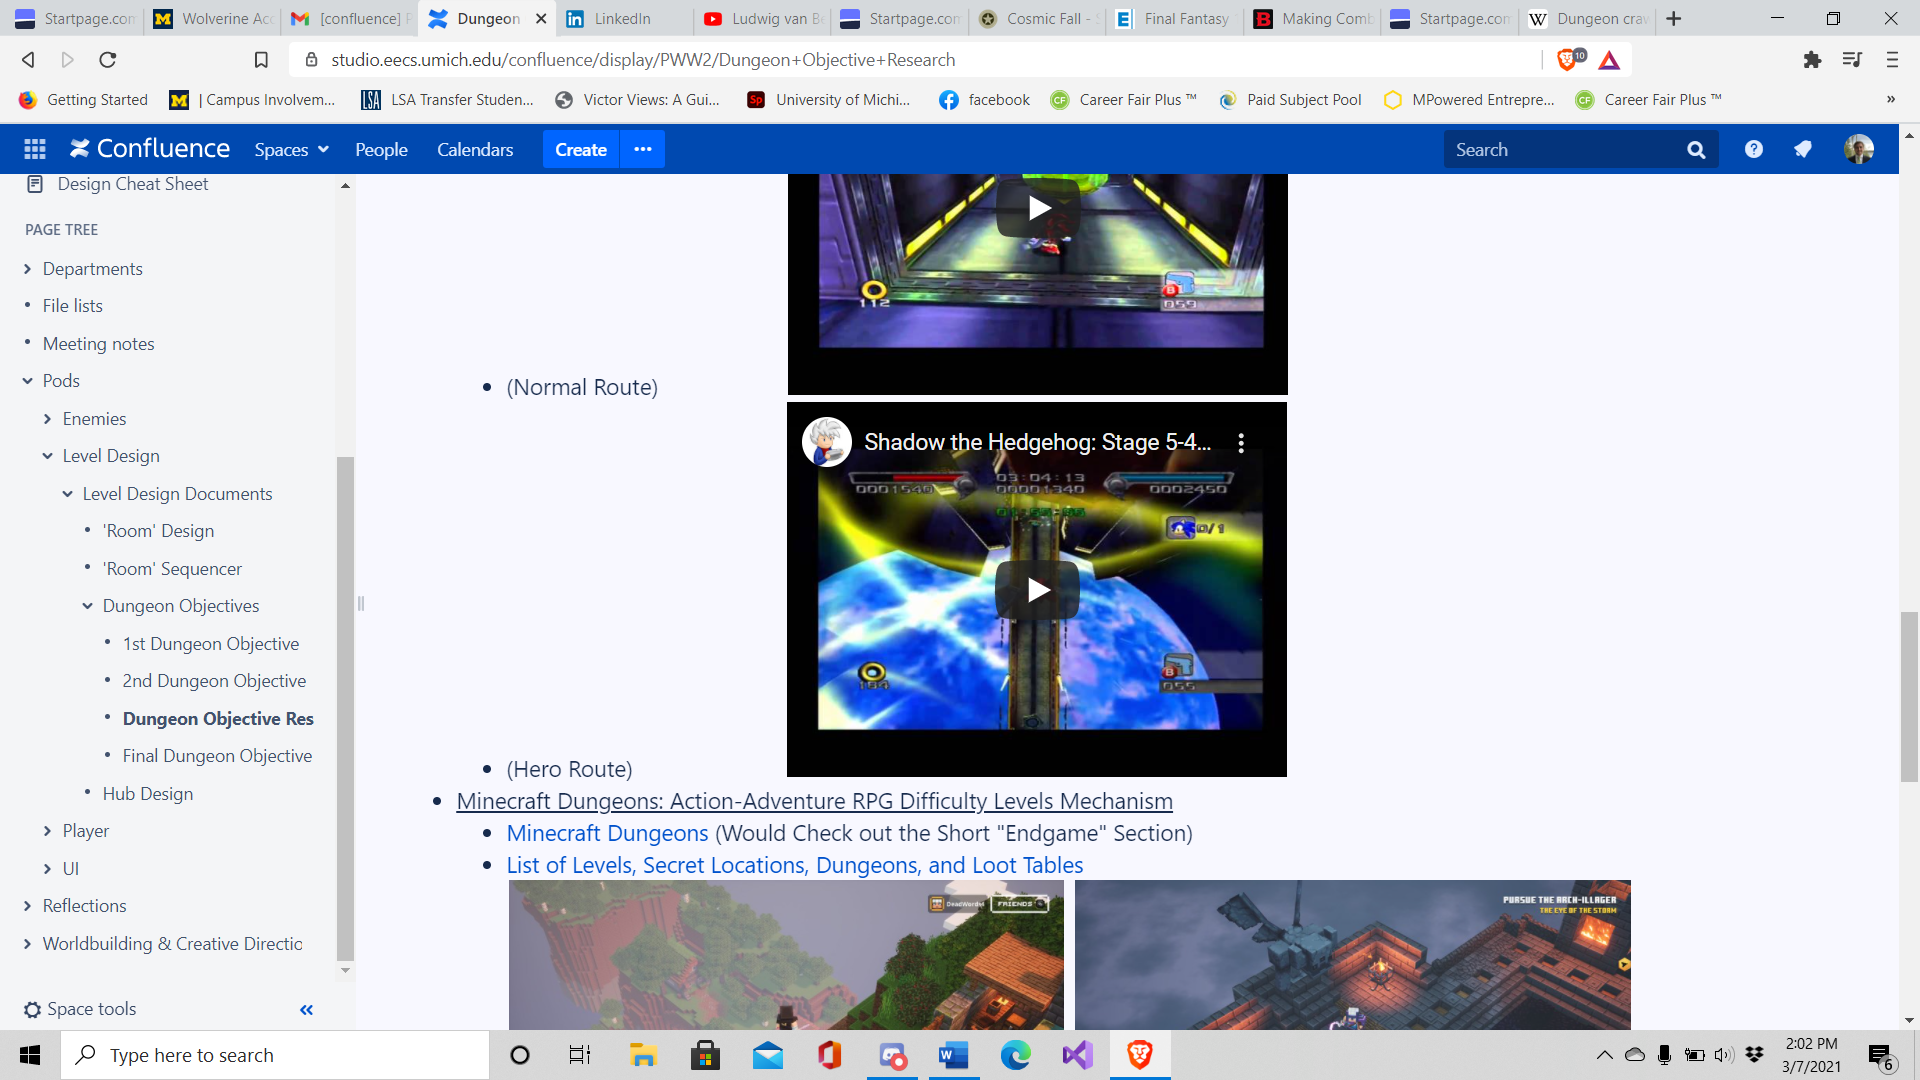 Startpage.com
Wolverine Acc
[confluence] P
Dungeon
LinkedIn
Ludwig van Be
Startpage.com
Cosmic Fall - S
Final Fantasy
Making Comb
Startpage.com
Dungeon craw
studio.eecs.umich.edu/confluence/display/PWW2/Dungeon+Objective+Research
10
Getting Started
| Campus Involvem...
LSA Transfer Studen...
Victor Views: A Gui...
University of Michi...
facebook
Career Fair Plus ™
Paid Subject Pool
MPowered Entrepre...
Career Fair Plus ™
»
Confluence
Spaces
People
Calendars
Create
Search
Design Cheat Sheet
PAGE TREE
Departments
File lists
Meeting notes
Pods
Enemies
Level Design
Level Design Documents
'Room' Design
'Room' Sequencer
Dungeon Objectives
1st Dungeon Objective
2nd Dungeon Objective
Dungeon Objective Res
Final Dungeon Objective
Hub Design
Player
UI
Reflections
Worldbuilding & Creative Directio
Space tools
112
B
059
(Normal Route)
Shadow the Hedgehog: Stage 5-4...
0001540
03:04:13
00001340
0002450
0/1
184
B
055
(Hero Route)
Minecraft Dungeons: Action-Adventure RPG Difficulty Levels Mechanism
Minecraft Dungeons (Would Check out the Short "Endgame" Section)
List of Levels, Secret Locations, Dungeons, and Loot Tables
FRIENDS
PURSUE THE ARCH-ILLAGER
THE EYE OF THE STORM
Type here to search
2:02 PM
3/7/2021
6